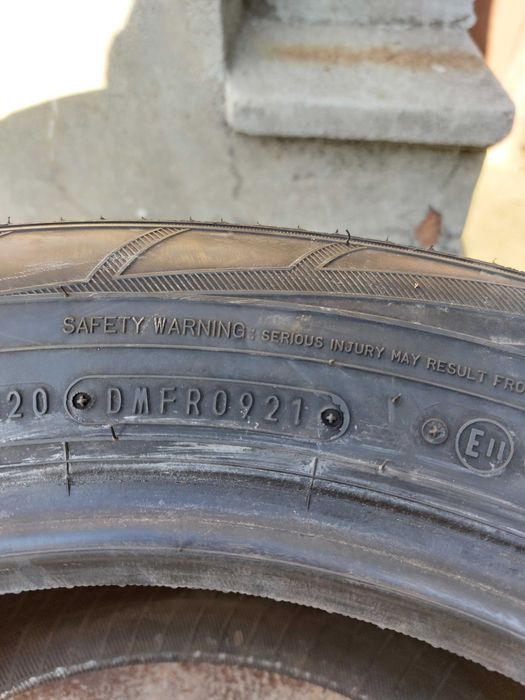 SAFETY WARNING: SERIOUS INJURY MAY RESULT FRO
20 DMFR0921 E11